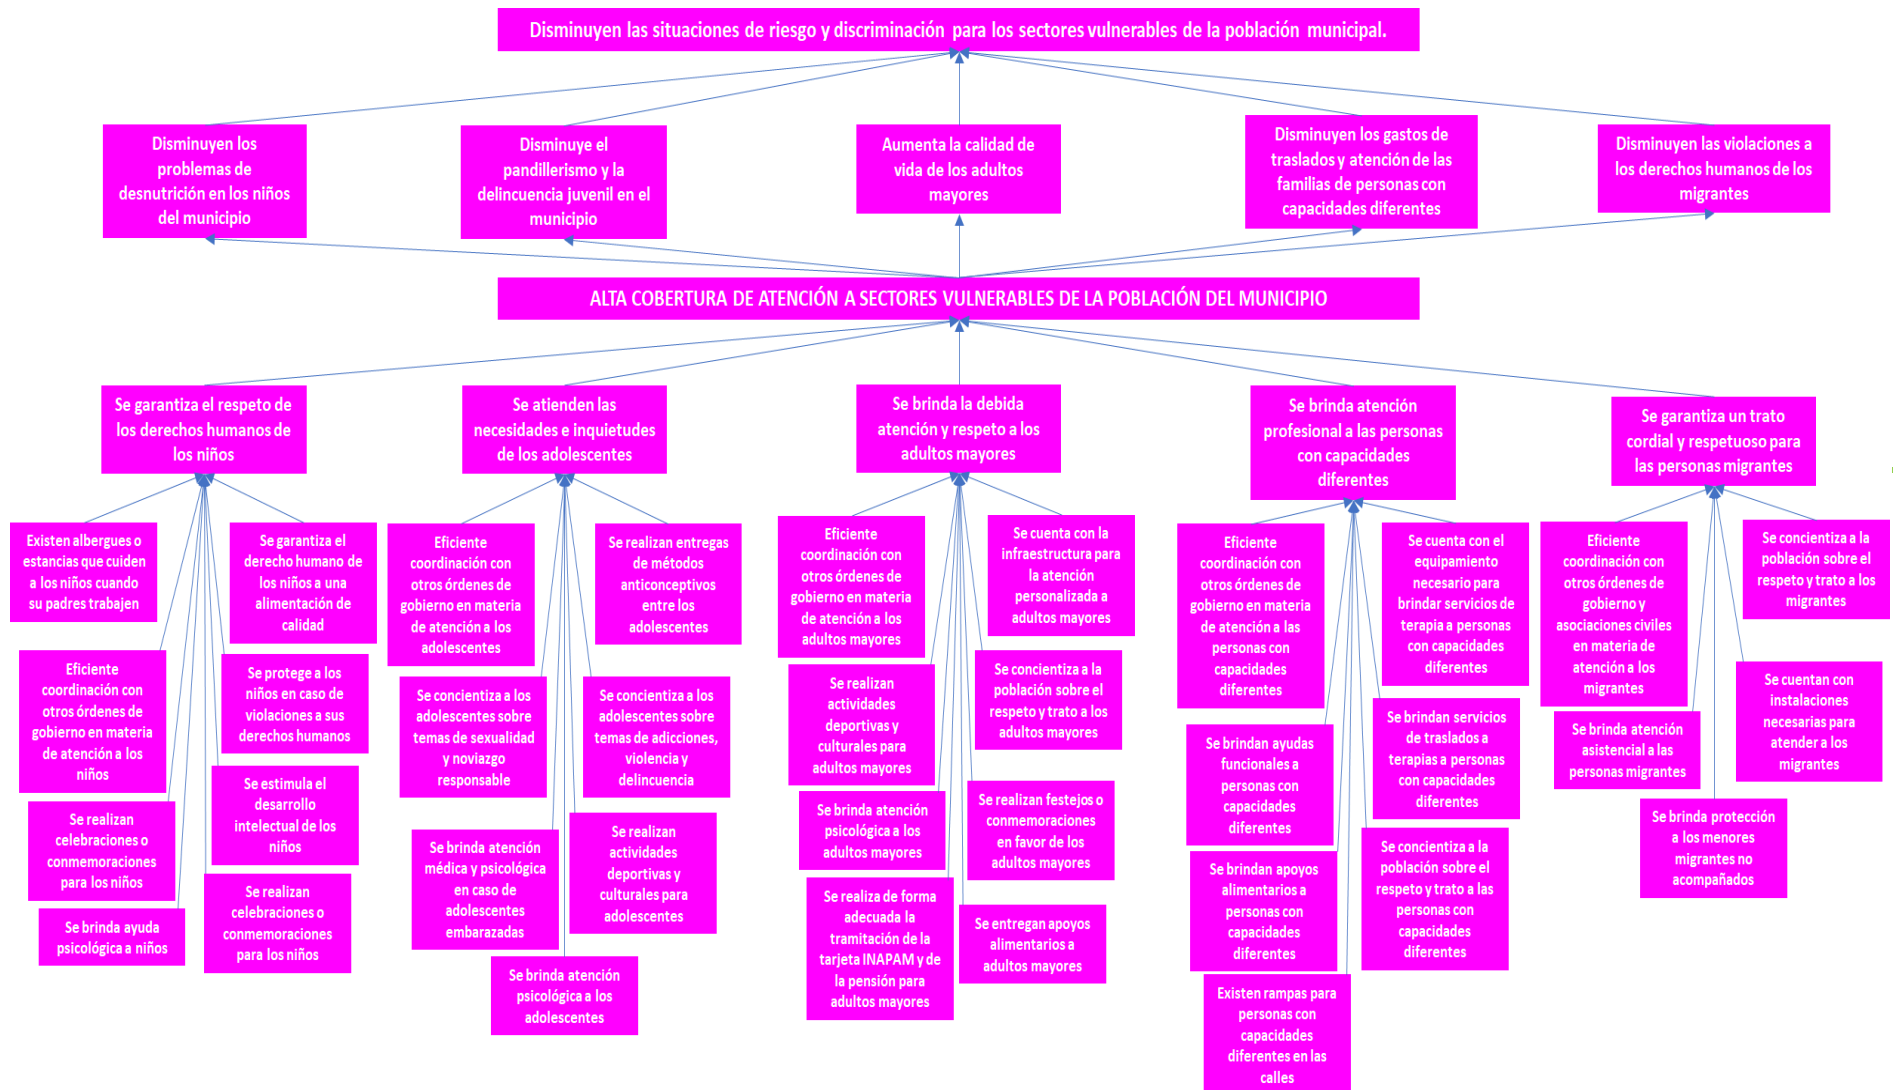 Disminuyen las situaciones de riesgo y discriminación para los sectores vulnerables de la población municipal.
Disminuyen los
problemas de
desnutrición en los niños
del municipio
Disminuye el
pandillerismo y la
delincuencia juvenil en el
municipio
Aumenta la calidad de
vida de los adultos
mayores
Disminuyen los gastos de
traslados y atención de las
familias de personas con
capacidades diferentes
Disminuyen las violaciones a
los derechos humanos de los
migrantes
ALTA COBERTURA DE ATENCIÓN A SECTORES VULNERABLES DE LA POBLACIÓN DEL MUNICIPIO
Se garantiza el respeto de
los derechos humanos de
los niños
Se atienden las
necesidades e inquietudes
de los adolescentes
Se brinda la debida
atención y respeto a los
adultos mayores
Se brinda atención
profesional a las personas
con capacidades
diferentes
Se garantiza un trato
cordial y respetuoso para
las personas migrantes
Existen albergues o
estancias que cuiden
a los niños cuando
su padres trabajen
Se garantiza el
derecho humano de
los niños a una
alimentación de
calidad
Eficiente
coordinación con
otros órdenes de
gobierno en materia
de atención a los
niños
Se protege a los
niños en caso de
violaciones a sus
derechos humanos
Se realizan
celebraciones o
conmemoraciones
para los niños
Se estimula el
desarrollo
intelectual de los
niños
Se brinda ayuda
psicológica a niños
Se realizan
celebraciones o
conmemoraciones
para los niños
Eficiente
coordinación con
otros órdenes de
gobierno en materia
de atención a los
adolescentes
Se realizan entregas
de métodos
anticonceptivos
entre los
adolescentes
Se concientiza a los
adolescentes sobre
temas de sexualidad
y noviazgo
responsable
Se concientiza a los
adolescentes sobre
temas de adicciones,
violencia y
delincuencia
Se brinda atención
médica y psicológica
en caso de
adolescentes
embarazadas
Se realizan
actividades
deportivas y
culturales para
adolescentes
Se brinda atención
psicológica a los
adolescentes
Eficiente
coordinación con
otros órdenes de
gobierno en materia
de atención a los
adultos mayores
Se cuenta con la
infraestructura para
la atención
personalizada a
adultos mayores
Se realizan
actividades
deportivas y
culturales para
adultos mayores
Se concientiza a la
población sobre el
respeto y trato a los
adultos mayores
Se brinda atención
psicológica a los
adultos mayores
Se realizan festejos o
conmemoraciones
en favor de los
adultos mayores
Se realiza de forma
adecuada la
tramitación de la
tarjeta INAPAM y de
la pensión para
adultos mayores
Se entregan apoyos
alimentarios a
adultos mayores
Eficiente
coordinación con
otros órdenes de
gobierno en materia
de atención a las
personas con
capacidades
diferentes
Se cuenta con el
equipamiento
necesario para
brindar servicios de
terapia a personas
con capacidades
diferentes
Se brindan ayudas
funcionales a
personas con
capacidades
diferentes
Se brindan servicios
de traslados a
terapias a personas
con capacidades
diferentes
Se brindan apoyos
alimentarios a
personas con
capacidades
diferentes
Se concientiza a la
población sobre el
respeto y trato a las
personas con
capacidades
diferentes
Existen rampas para
personas con
capacidades
diferentes en las
calles
Eficiente
coordinación con
otros órdenes de
gobierno y
asociaciones civiles
en materia de
atención a los
migrantes
Se concientiza a la
población sobre el
respeto y trato a los
migrantes
Se brinda atención
asistencial a las
personas migrantes
Se cuentan con
instalaciones
necesarias para
atender a los
migrantes
Se brinda protección
a los menores
migrantes no
acompañados